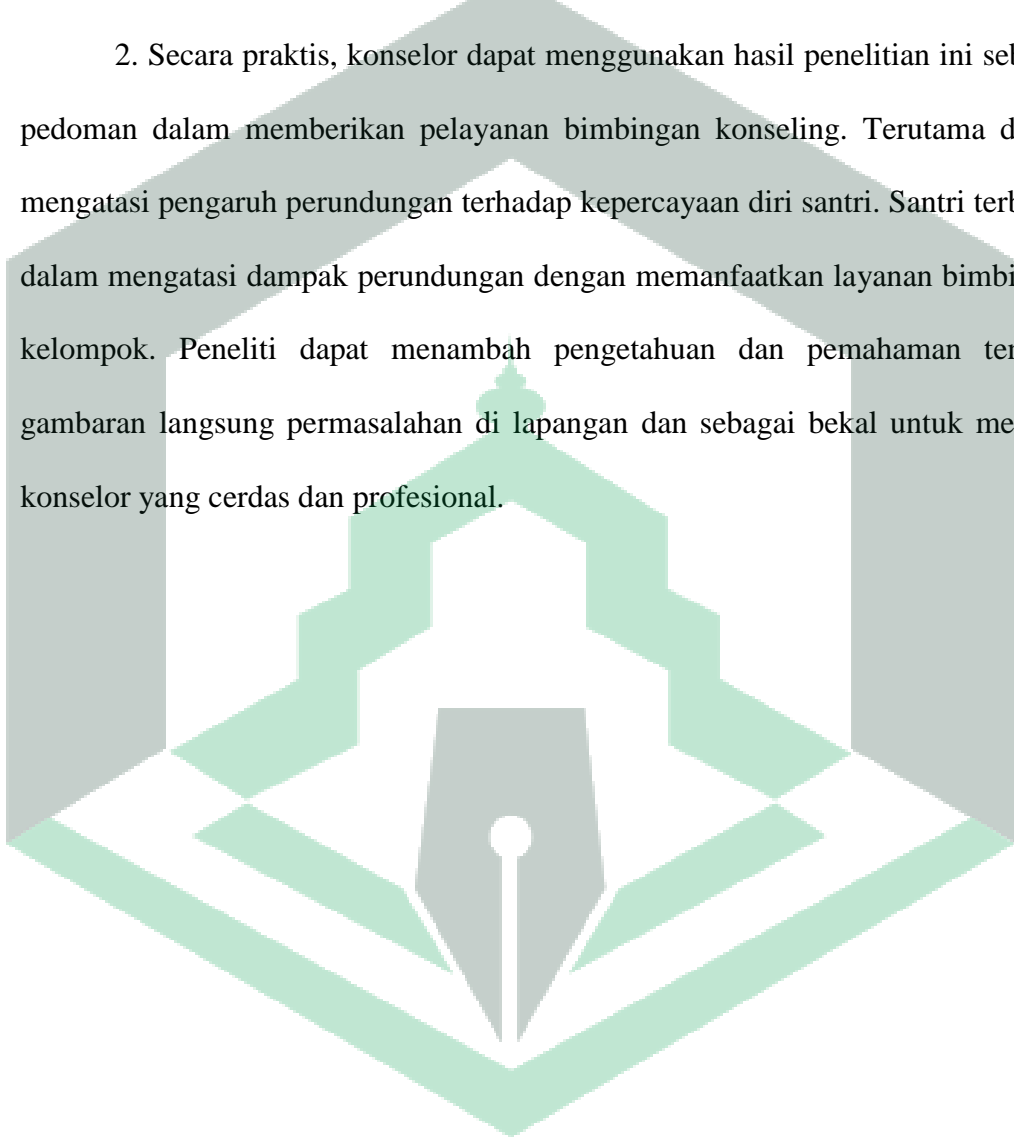 2. Secara praktis, konselor dapat menggunakan hasil penelitian ini seb
pedoman dalam memberikan pelayanan bimbingan konseling. Terutama d
mengatasi pengaruh perundungan terhadap kepercayaan diri santri. Santri terb
dalam mengatasi dampak perundungan dengan memanfaatkan layanan bimbi
kelompok. Peneliti dapat menambah pengetahuan dan pemahaman ten
gambaran langsung permasalahan di lapangan dan sebagai bekal untuk me
konselor yang cerdas dan profesional.